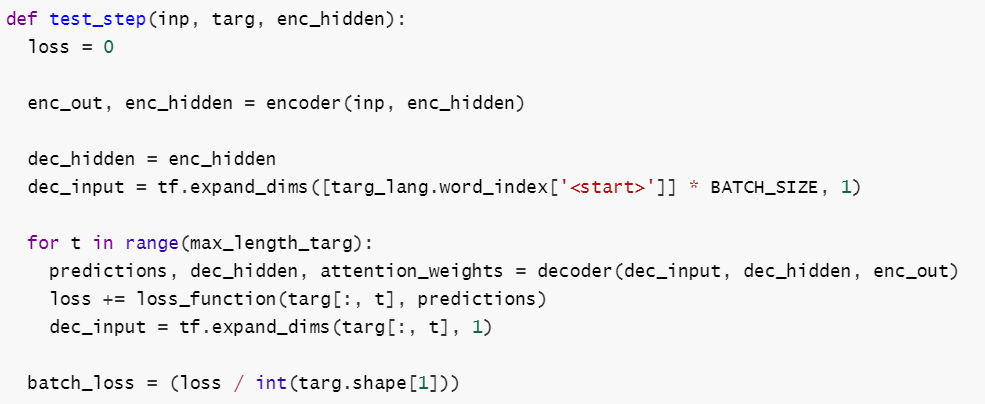 def test_step(inp, targ, enc_hidden):
  loss = 0
  enc_out, enc_hidden = encoder(inp, enc_hidden)
  dec_hidden = enc_hidden
  dec_input = tf.expand_dims([targ_lang.word_index['<start>']] * BATCH_SIZE, 1)
  for t in range(max_length_targ):
    predictions, dec_hidden, attention_weights = decoder(dec_input, dec_hidden, enc_out)
    loss += loss_function(targ[:, t], predictions)
    dec_input = tf.expand_dims(targ[:, t], 1)
  batch_loss = (loss / int(targ.shape[1]))